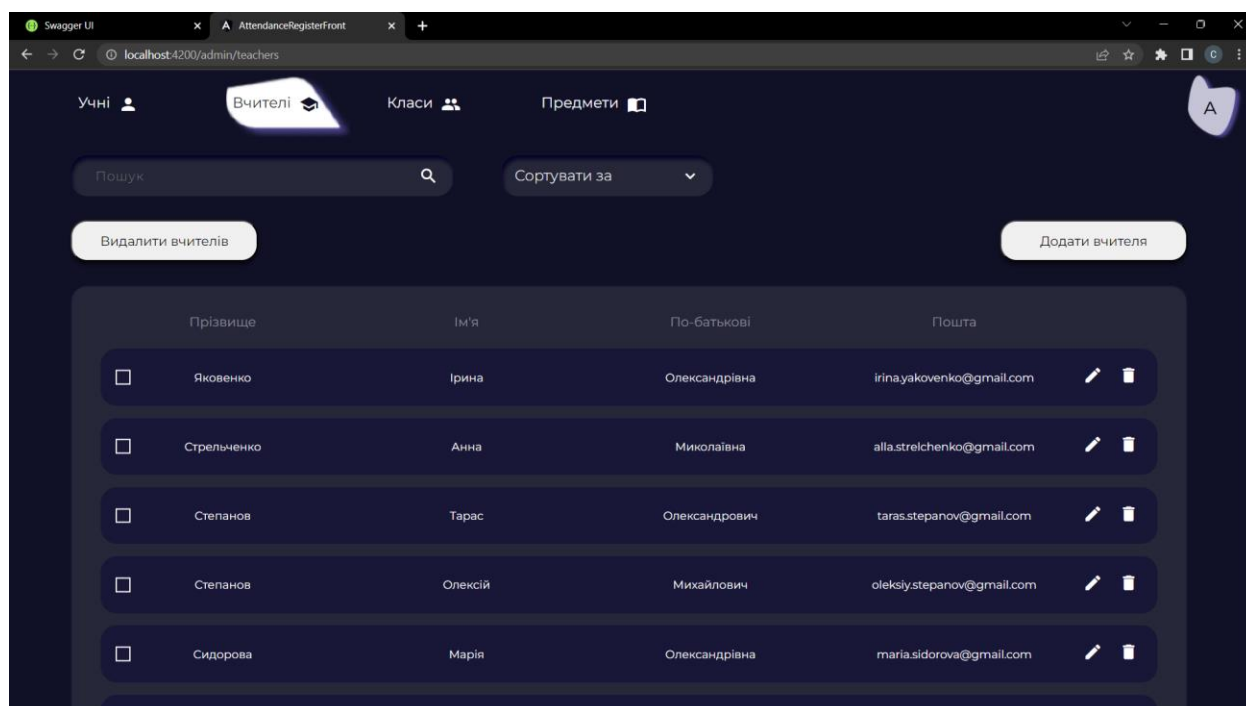 Swagger UI
AttendanceRegisterFront
localhost:4200/admin/teachers
C
Учні
Вчителі
Класи
Предмети
A
Пошук
Сортувати за
Видалити вчителів
Додати вчителя
Прізвище Ім'я По-батькові Пошта
Яковенко Ірина Олександрівна irina.yakovenko@gmail.com
Стрельченко Анна Миколаївна alla.strelchenko@gmail.com
Степанов Тарас Олександрович taras.stepanov@gmail.com
Степанов Олексій Михайлович oleksiy.stepanov@gmail.com
Сидорова Марія Олександрівна maria.sidorova@gmail.com